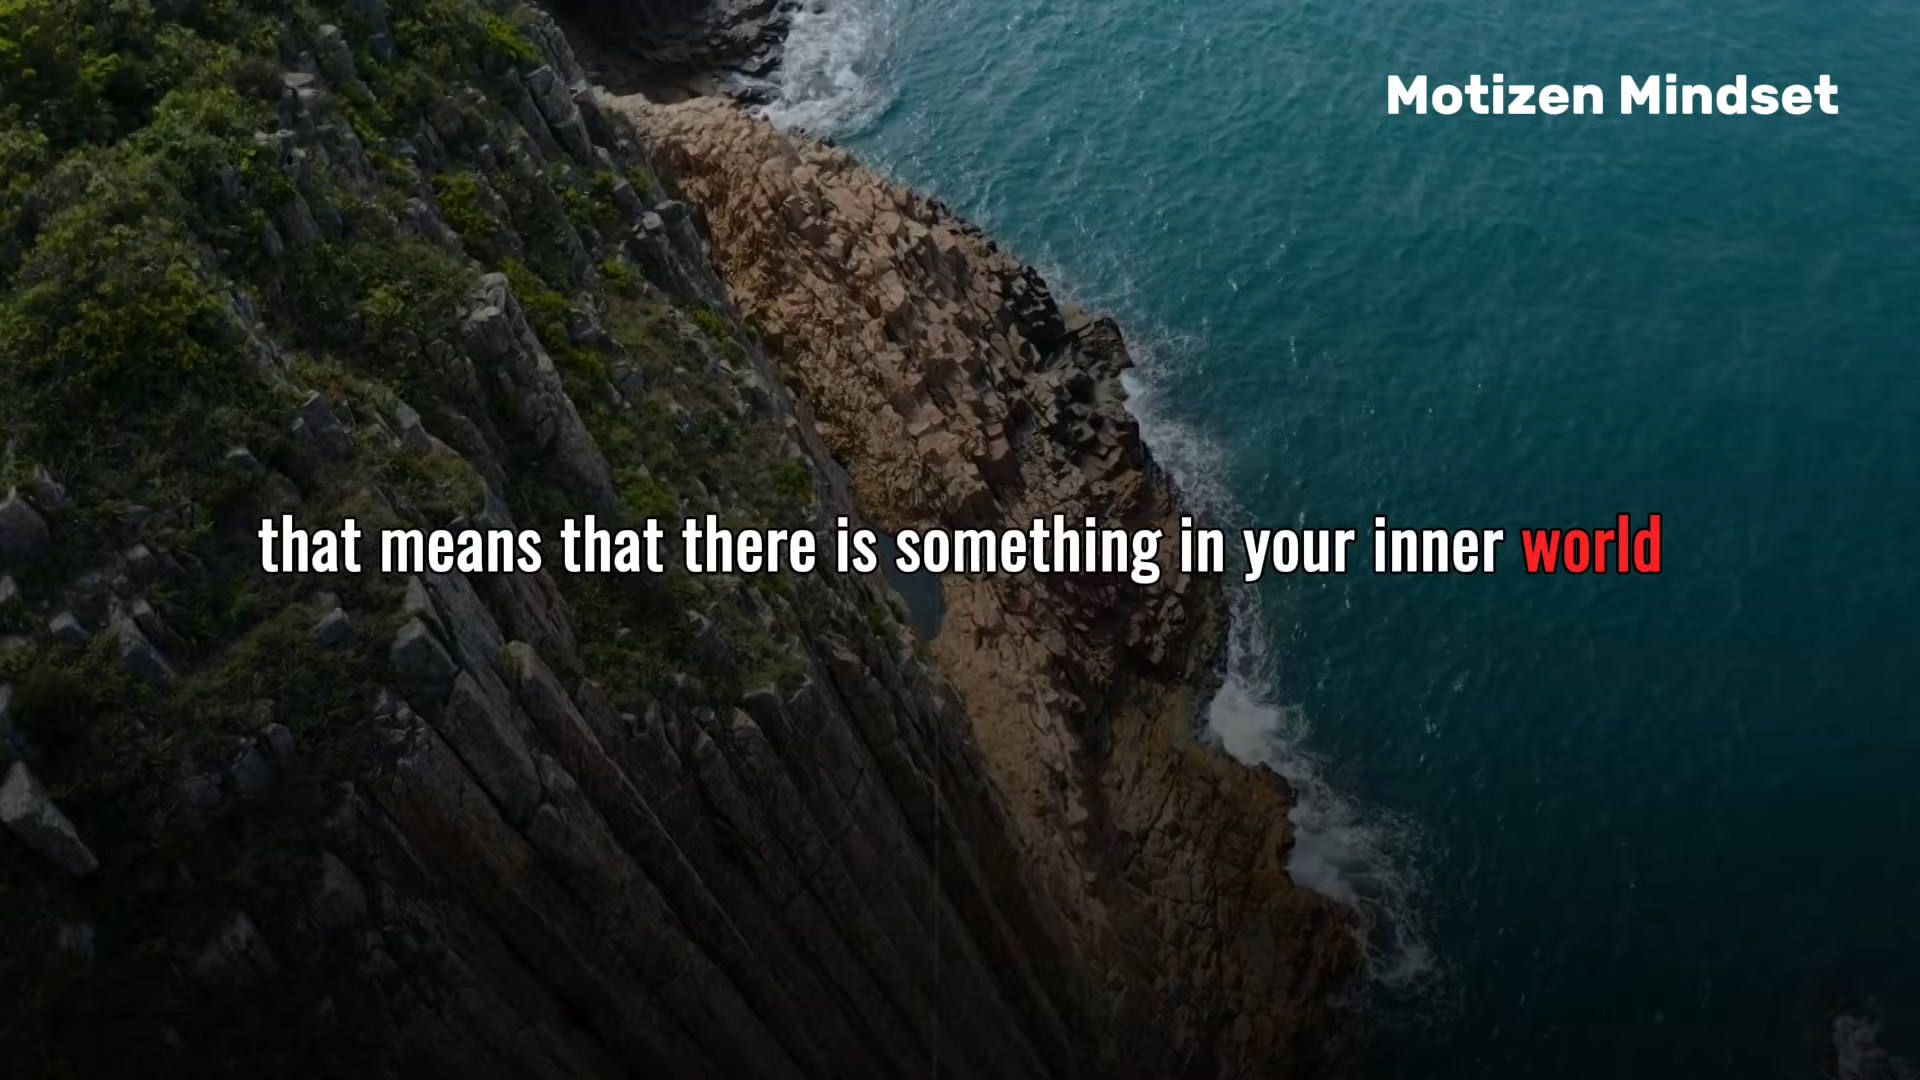 Motizen Mindset
that means that there is something in your inner world